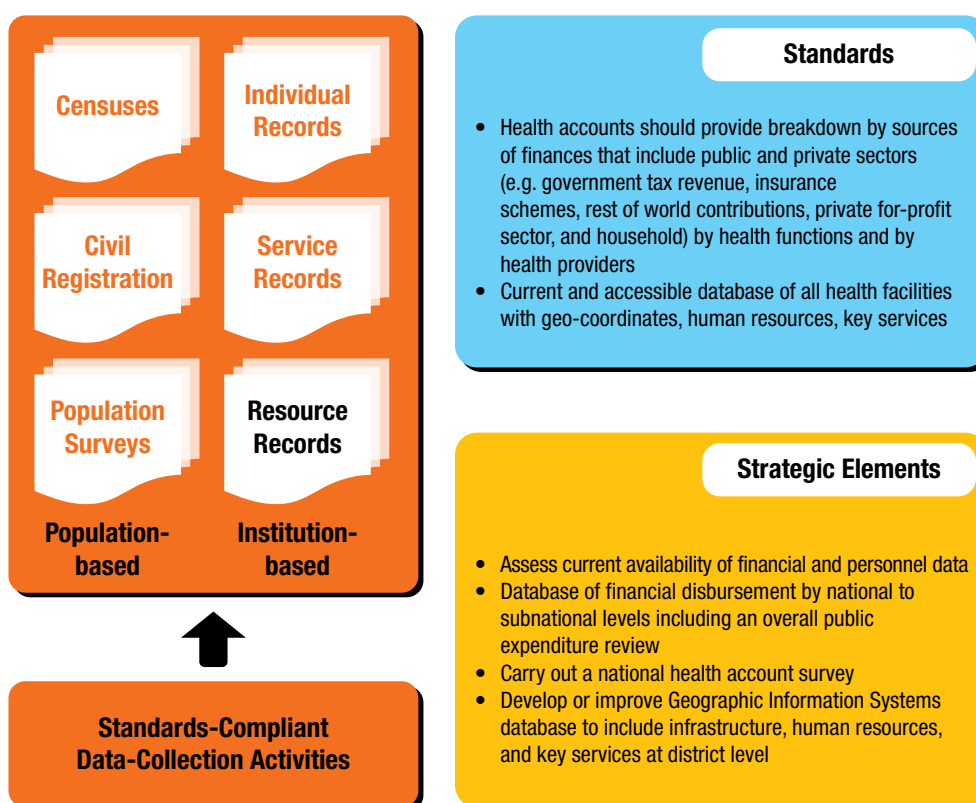 Censuses
Individual
Records
Civil
Registration
Service
Records
Population
Surveys
Resource
Records
Population-
based
Institution-
based
Standards-Compliant
Data-Collection Activities
Standards
• Health accounts should provide breakdown by sources
of finances that include public and private sectors
(e.g. government tax revenue, insurance
schemes, rest of world contributions, private for-profit
sector, and household) by health functions and by
health providers
• Current and accessible database of all health facilities
with geo-coordinates, human resources, key services
Strategic Elements
• Assess current availability of financial and personnel data
• Database of financial disbursement by national to
subnational levels including an overall public
expenditure review
• Carry out a national health account survey
• Develop or improve Geographic Information Systems
database to include infrastructure, human resources,
and key services at district level